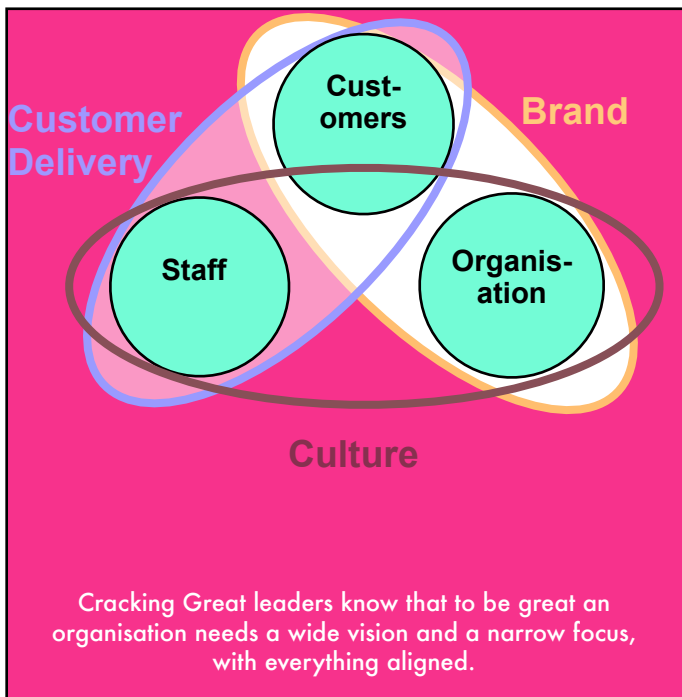 Cust-
omers
Customer
Delivery
Brand
Staff
Organis-
ation
Culture
Cracking Great leaders know that to be great an
organisation needs a wide vision and a narrow focus,
with everything aligned.